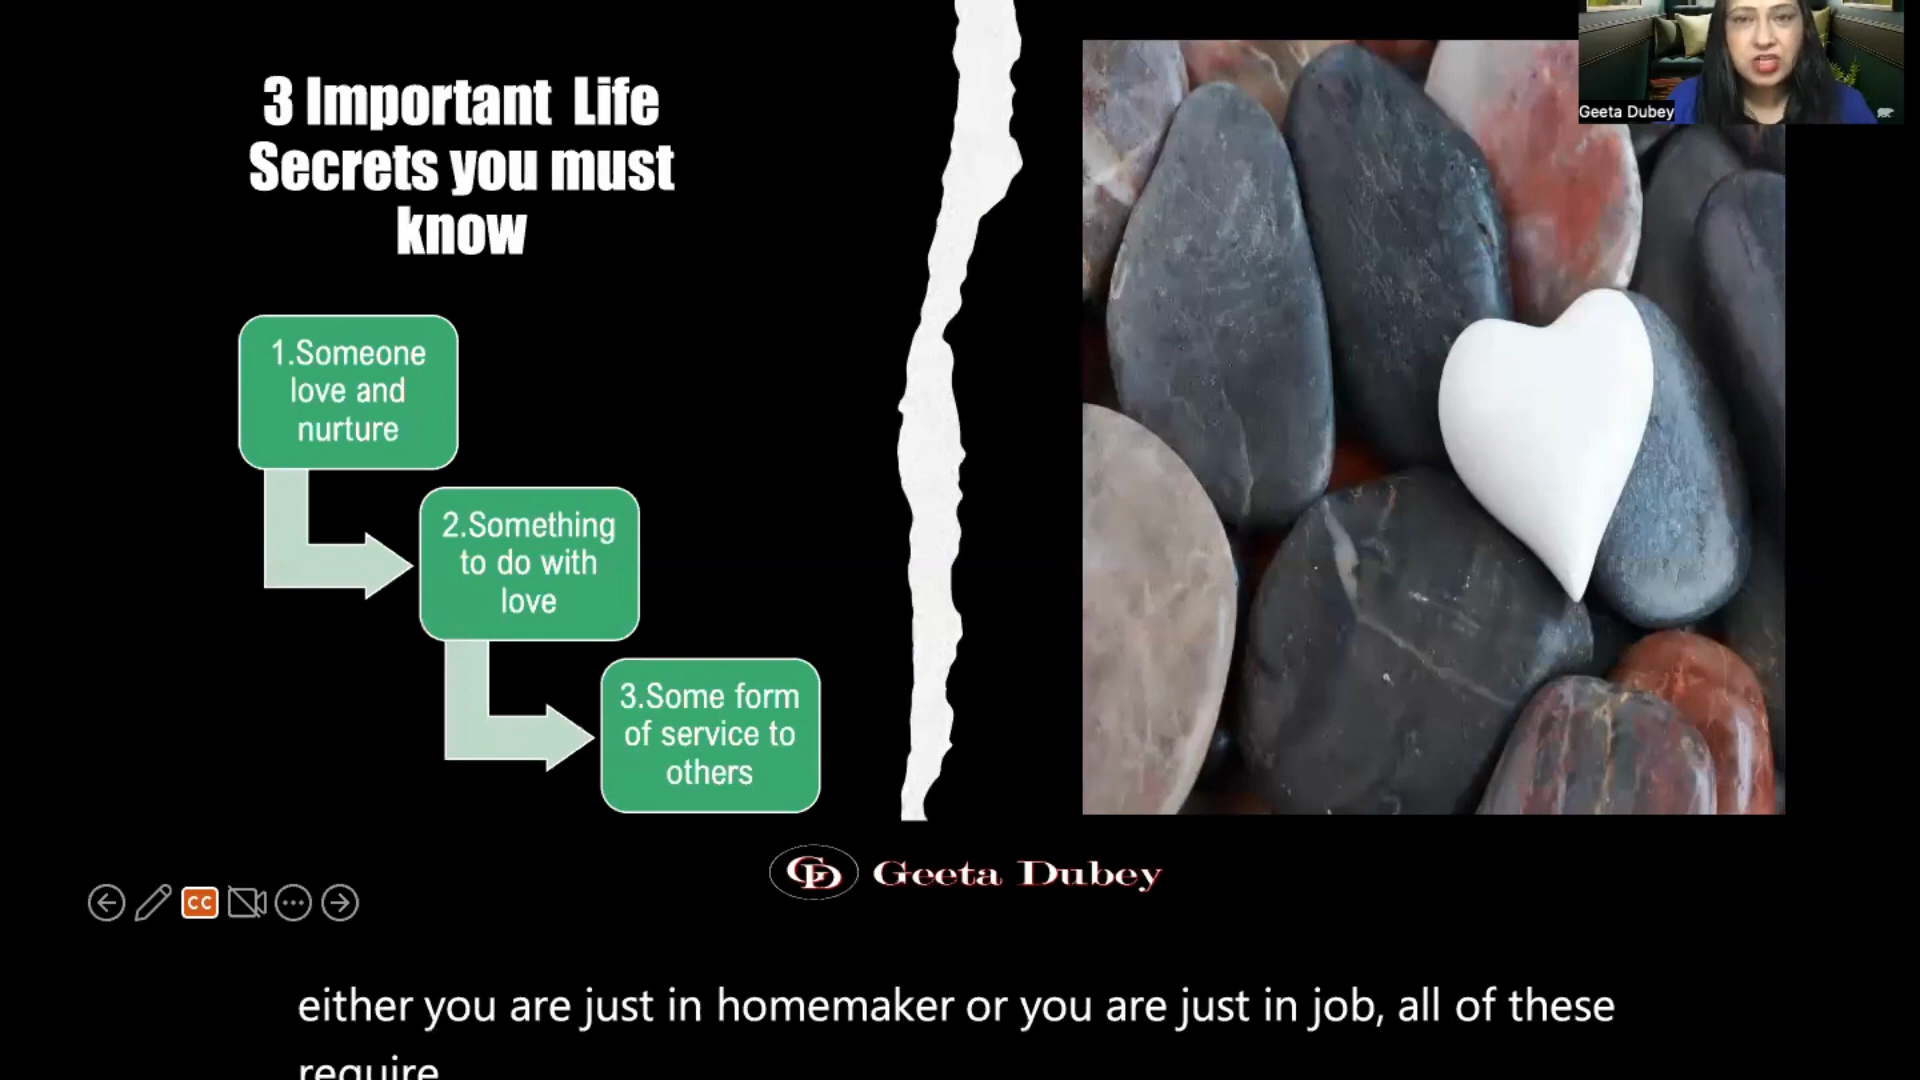 3 Important Life
Secrets you must
know
1.Someone
love and
nurture
2.Something
to do with
love
3.Some form
of service to
others
Geeta Dubey
GD Geeta Dubey
CC
either you are just in homemaker or you are just in job, all of these
require